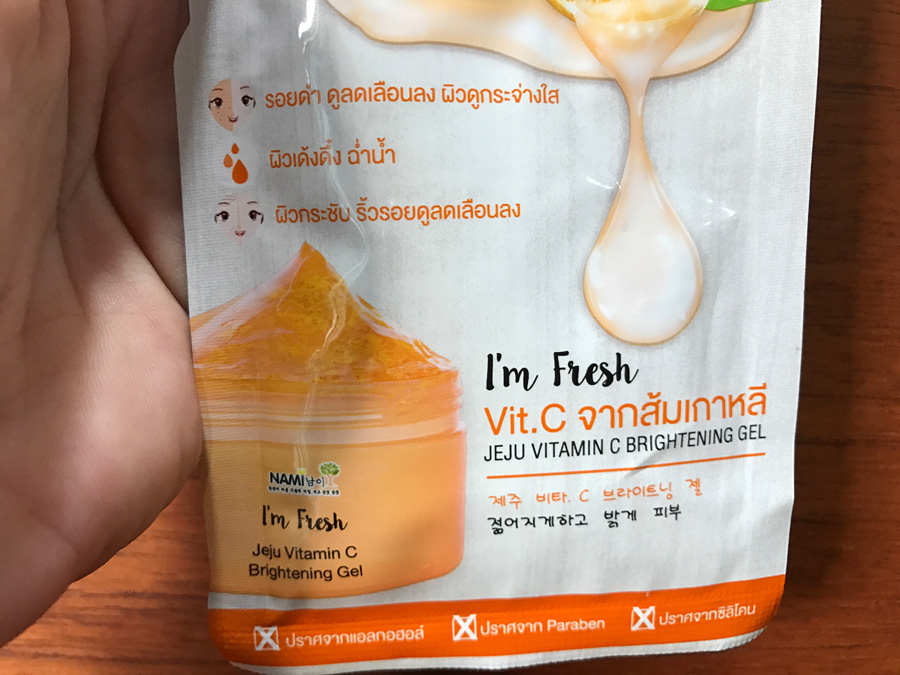 รอยดำ ดูลดเลือนลง ผิวดูกระจ่างใส
ผิวเด้งดึ๋ง ฉ่ำน้ำ
ผิวกระชับ ริ้วรอยดูลดเลือนลง
I'm Fresh
Vit.C จากส้มเกาหลี
JEJU VITAMIN C BRIGHTENING GEL
제주 비타. C 브라이트닝 젤
젊어지게하고 밝게 피부
NAMI 남이
I'm Fresh
Jeju Vitamin C
Brightening Gel
ปราศจากแอลกอฮอล์
ปราศจาก Paraben
ปราศจากซิลิโคน